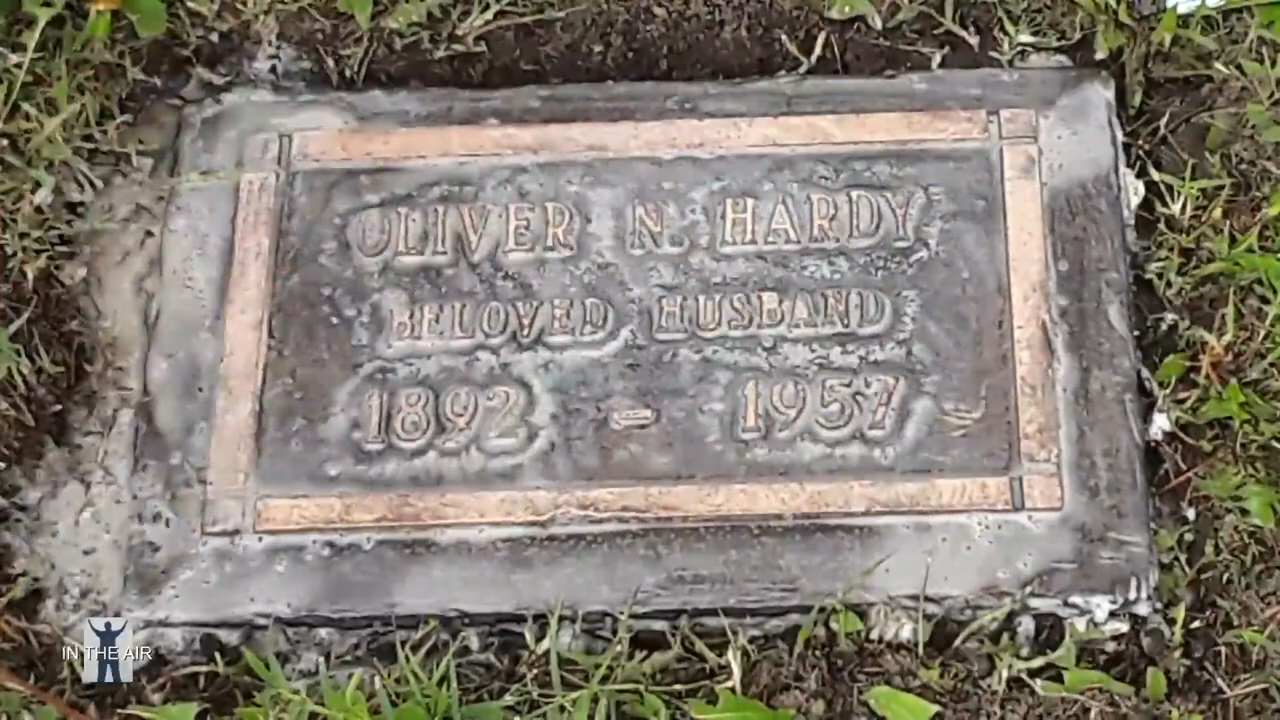 OLIVER N. HARDY
BELOVED HUSBAND
1892 - 1957
IN THE AIR